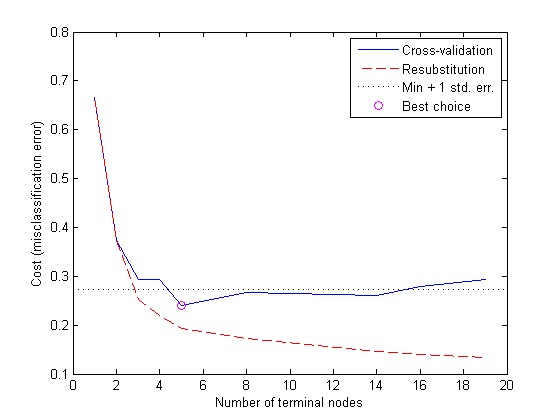 0.8
0.7
0.6
0.5
0.4
0.3
0.2
0.1
Cost (misclassification error)
Cross-validation
Resubstitution
Min + 1 std. err.
Best choice
0 2 4 6 8 10 12 14 16 18 20
Number of terminal nodes